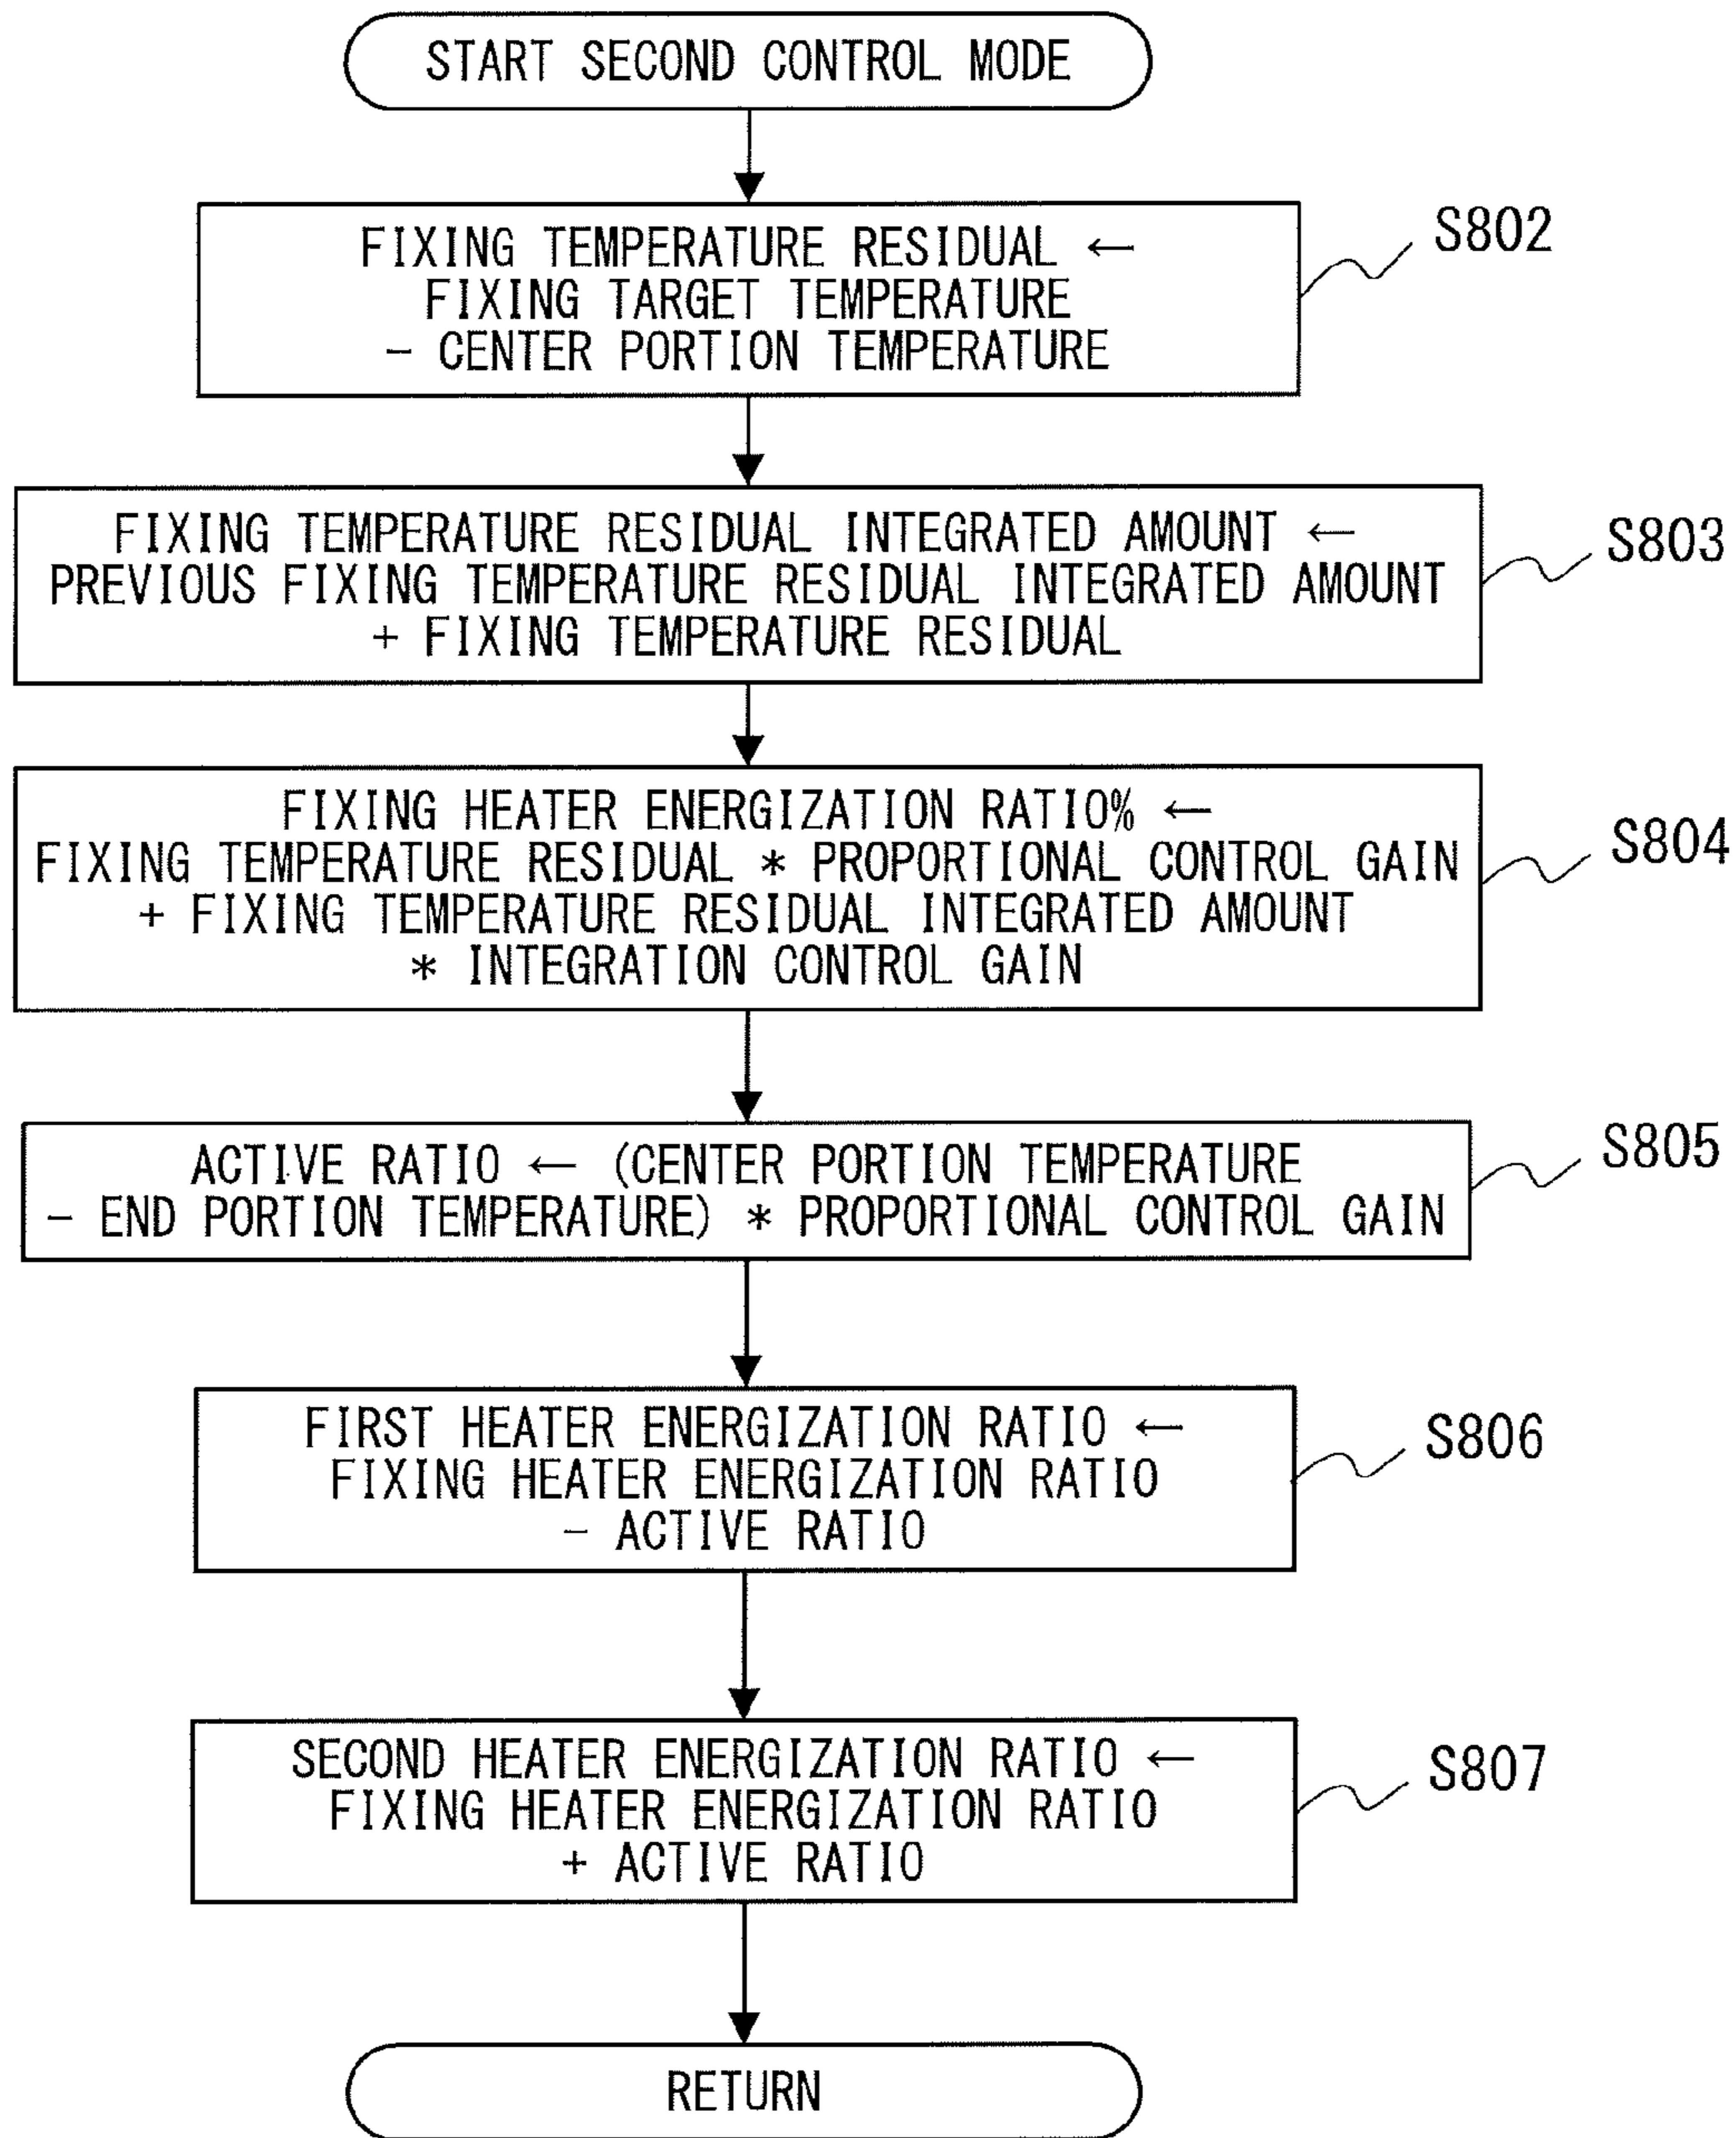 START SECOND CONTROL MODE
FIXING TEMPERATURE RESIDUAL ←
FIXING TARGET TEMPERATURE
- CENTER PORTION TEMPERATURE
S802
FIXING TEMPERATURE RESIDUAL INTEGRATED AMOUNT ←
PREVIOUS FIXING TEMPERATURE RESIDUAL INTEGRATED AMOUNT
+ FIXING TEMPERATURE RESIDUAL
S803
FIXING HEATER ENERGIZATION RATIO% ←
FIXING TEMPERATURE RESIDUAL * PROPORTIONAL CONTROL GAIN
+ FIXING TEMPERATURE RESIDUAL INTEGRATED AMOUNT
* INTEGRATION CONTROL GAIN
S804
ACTIVE RATIO ← (CENTER PORTION TEMPERATURE
- END PORTION TEMPERATURE) * PROPORTIONAL CONTROL GAIN
S805
FIRST HEATER ENERGIZATION RATIO ←
FIXING HEATER ENERGIZATION RATIO
- ACTIVE RATIO
S806
SECOND HEATER ENERGIZATION RATIO ←
FIXING HEATER ENERGIZATION RATIO
+ ACTIVE RATIO
S807
RETURN